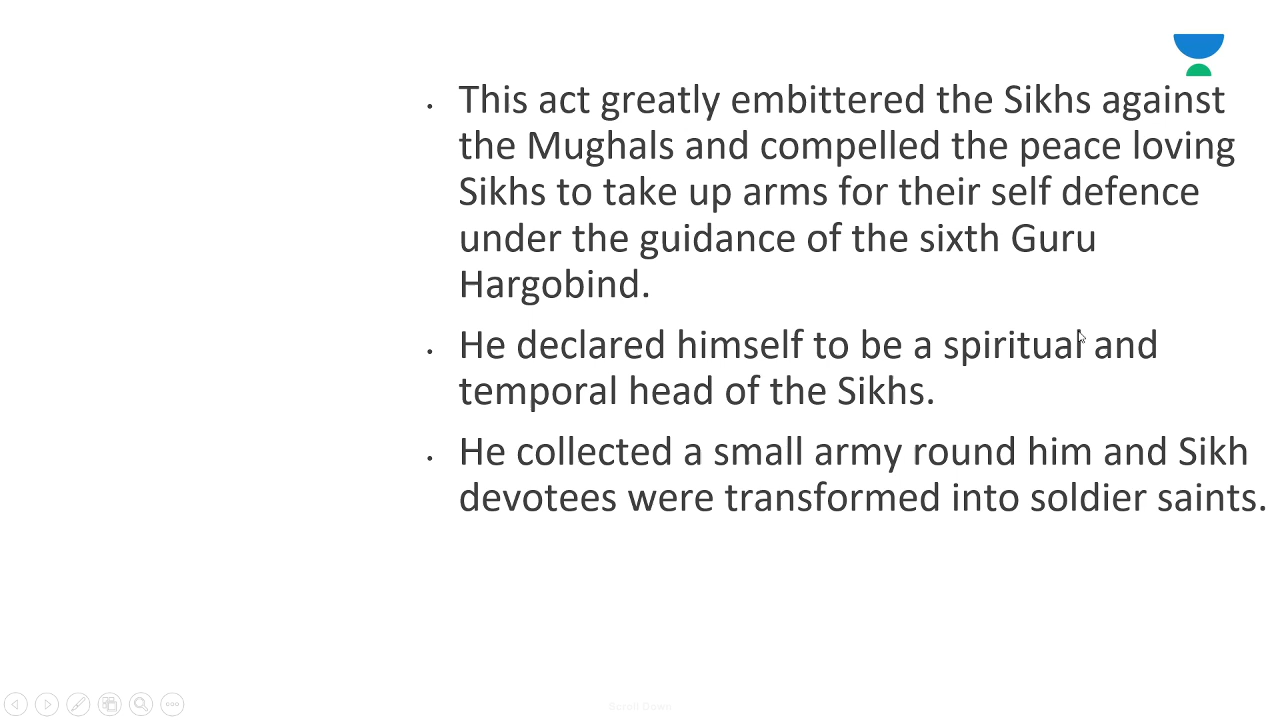 This act greatly embittered the Sikhs against
the Mughals and compelled the peace loving
Sikhs to take up arms for their self defence
under the guidance of the sixth Guru
Hargobind.
He declared himself to be a spiritual and
temporal head of the Sikhs.
He collected a small army round him and Sikh
devotees were transformed into soldier saints.
Scroll Down